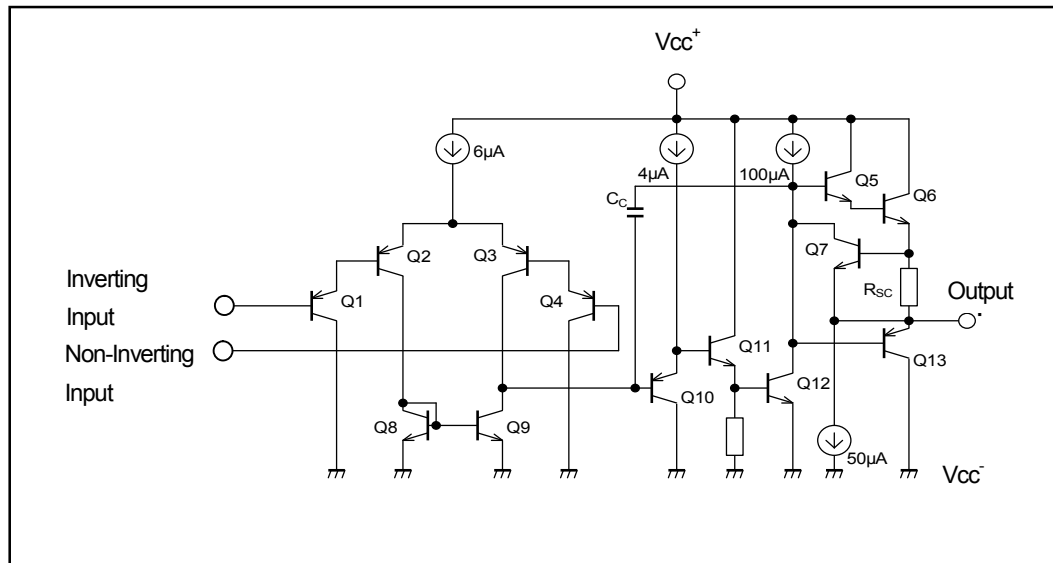 Vcc+
6µA
4µA
100µA
Q5
Q6
CC
Q2
Q3
Q7
Inverting
Input
Q1
Q4
RSC
Output
Non-Inverting
Input
Q11
Q13
Q10
Q12
Q8
Q9
50µA
Vcc-